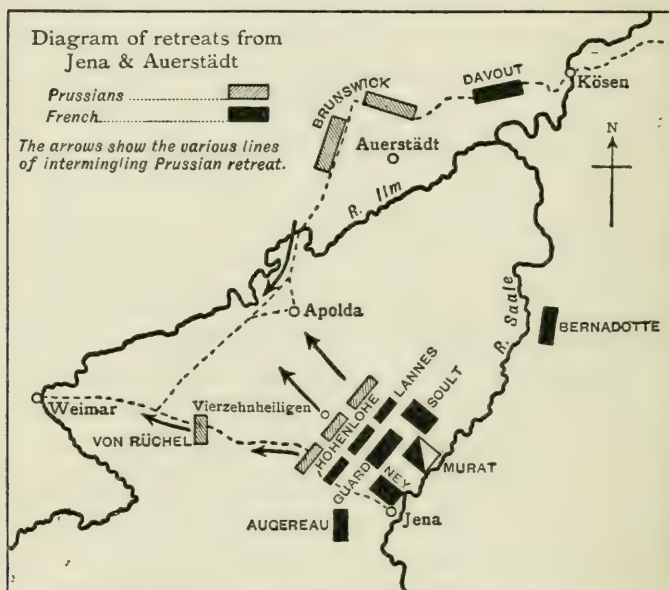 Diagram of retreats from
Jena & Auerstädt
Prussians
French
The arrows show the various lines
of intermingling Prussian retreat.
N
BRUNSWICK
DAVOUT
Kösen
Auerstädt
R. Ilm
R. Saale
Apolda
BERNADOTTE
Weimar
Vierzehnheiligen
VON RÜCHEL
HOHENLOHE
LANNES
SOULT
GUARD
NEY
MURAT
AUGEREAU
Jena